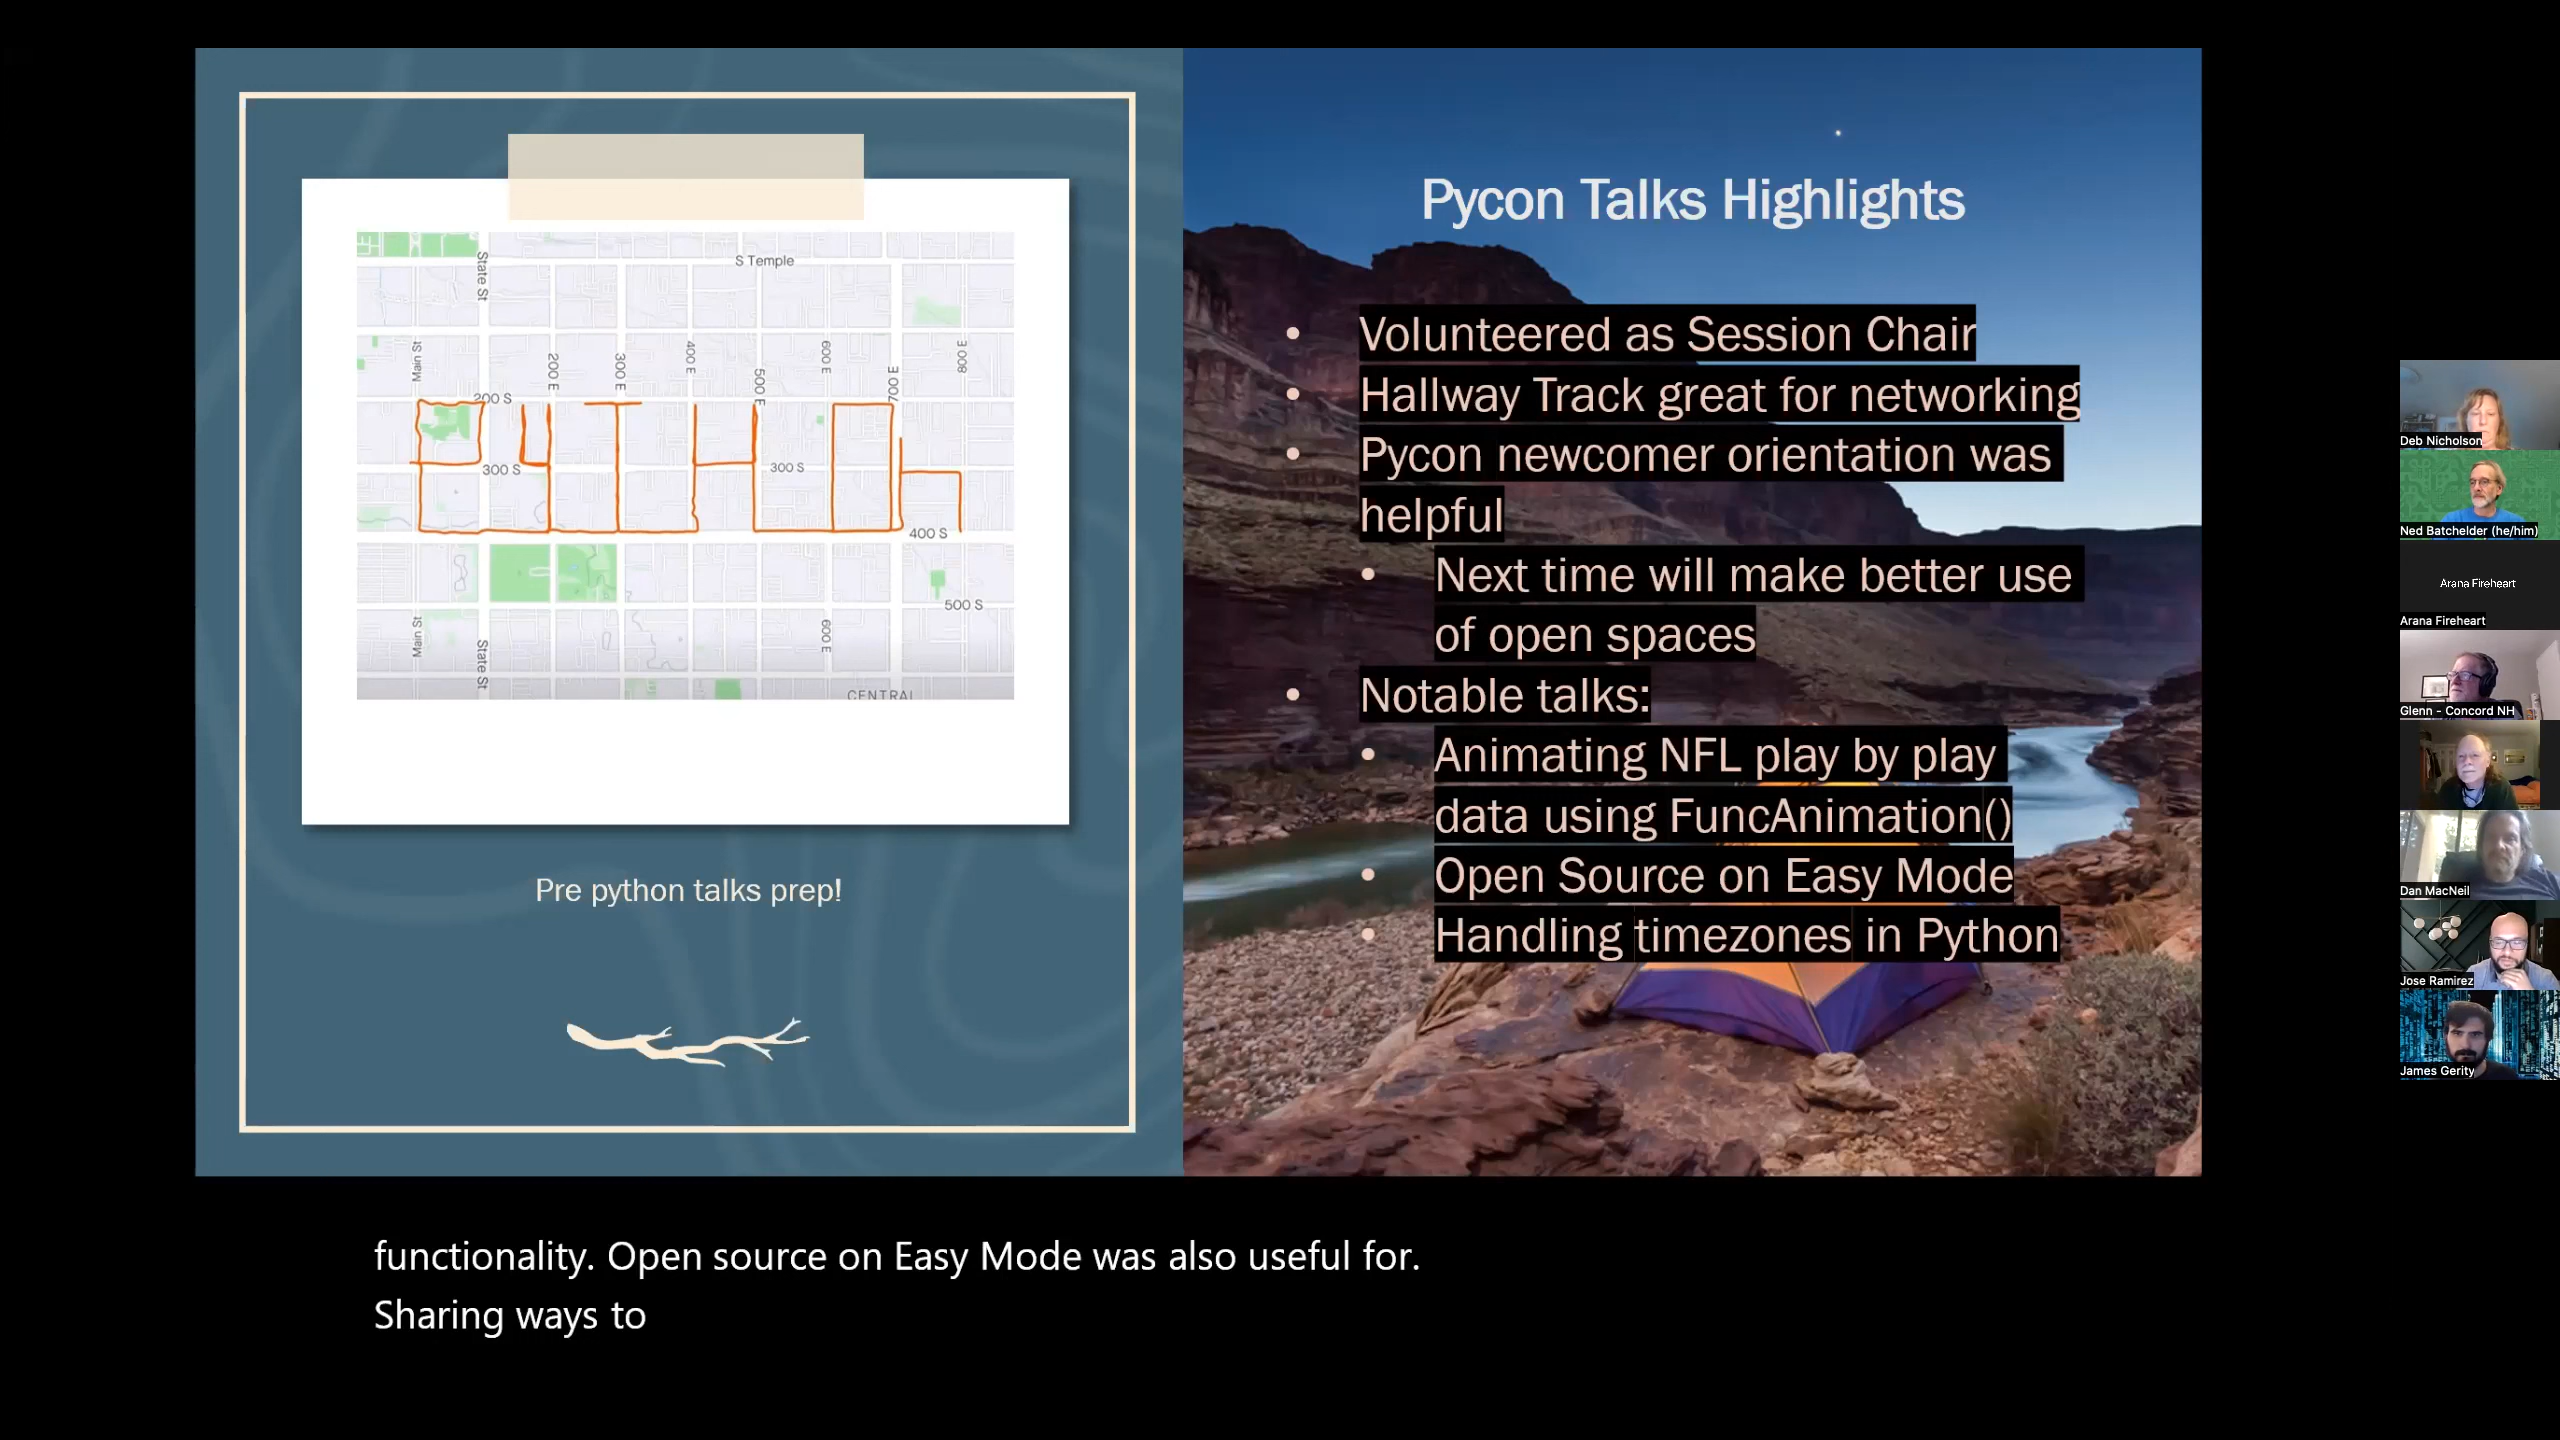 S Temple
State St
Main St
200 E
300 E
400 E
500 E
600 E
700 E
800 E
200 S
300 S
300 S
400 S
500 S
Main St
State St
600 E
CENTRAL
Pre python talks prep!
Pycon Talks Highlights
• Volunteered as Session Chair
• Hallway Track great for networking
• Pycon newcomer orientation was
helpful
• Next time will make better use
of open spaces
• Notable talks:
• Animating NFL play by play
data using FuncAnimation()
• Open Source on Easy Mode
• Handling timezones in Python
Deb Nicholson
Ned Batchelder (he/him)
Arana Fireheart
Arana Fireheart
Glenn - Concord NH
Dan MacNeil
Jose Ramirez
James Gerity
functionality. Open source on Easy Mode was also useful for.
Sharing ways to